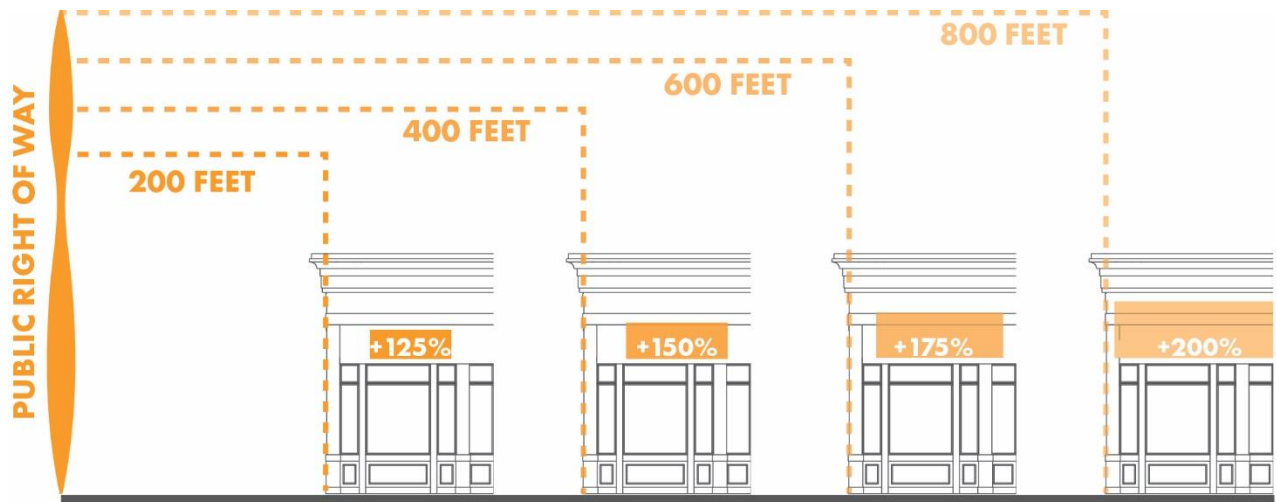 PUBLIC RIGHT OF WAY
800 FEET
600 FEET
400 FEET
200 FEET
+125%
+150%
+175%
+200%